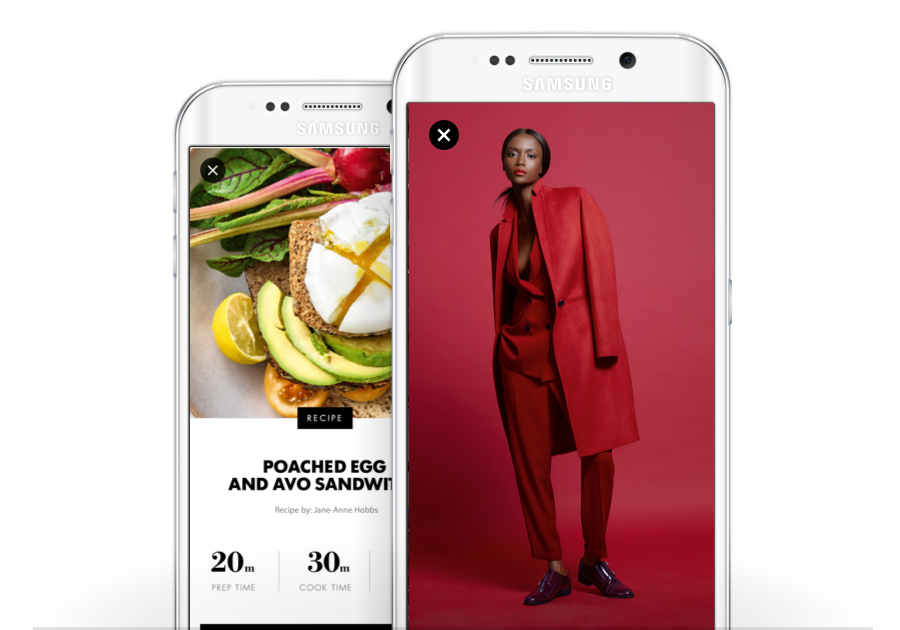 SAMSUNG
SAMSUNG
RECIPE
POACHED EGG
AND AVO SANDWI
Recipe by: Jane-Anne Hobbs
20m
30m
PREP TIME
COOK TIME